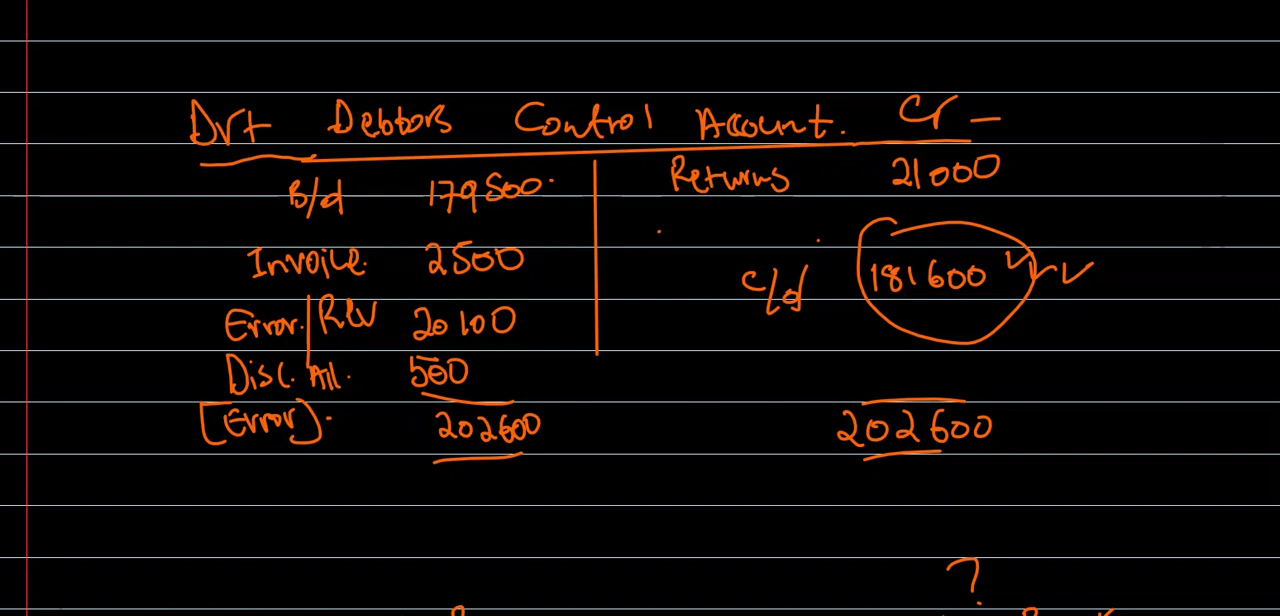 Dr+ Debtors Control Account. Cr -
B/d 179500 Returns 21000
Invoice. 2500
c/d 181600
Error. / Rev 20100
Disc. All. 500
[Error]. 202600 202600
?